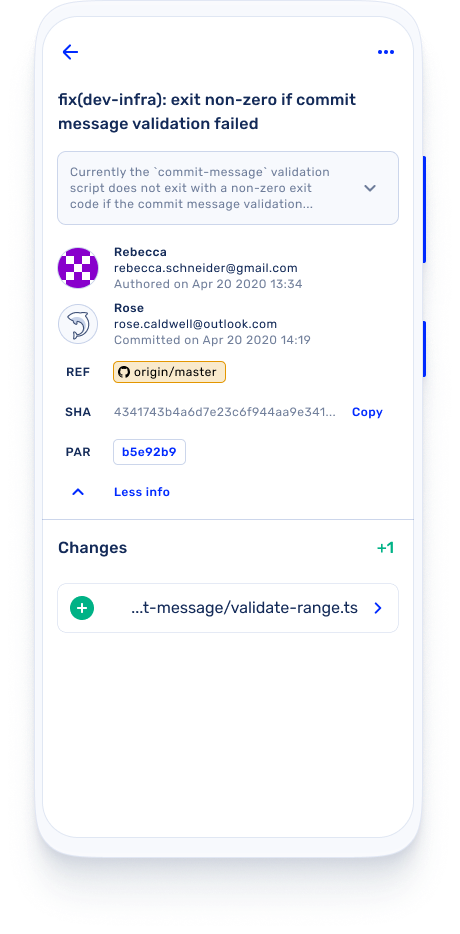 fix(dev-infra): exit non-zero if commit
message validation failed
Currently the `commit-message` validation
script does not exit with a non-zero exit
code if the commit message validation...
Rebecca
rebecca.schneider@gmail.com
Authored on Apr 20 2020 13:34
Rose
rose.caldwell@outlook.com
Committed on Apr 20 2020 14:19
REF origin/master
SHA 4341743b4a6d7e23c6f944aa9e341... Copy
PAR b5e92b9
Less info
Changes +1
...t-message/validate-range.ts